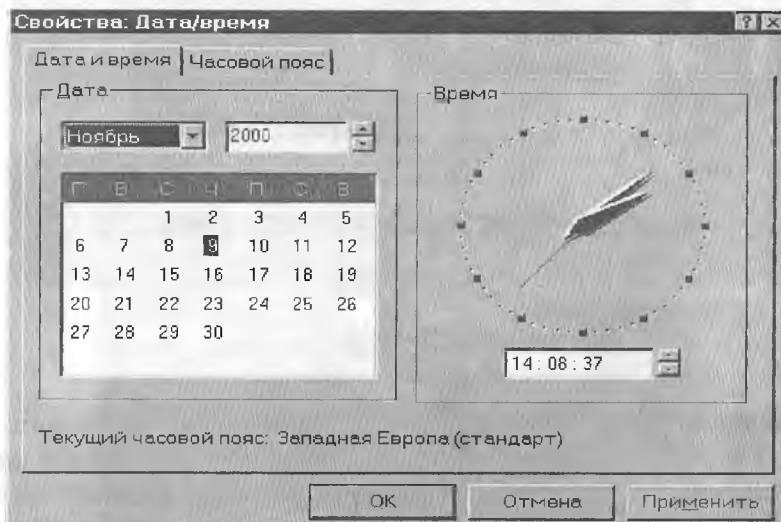 Свойства: Дата/время
Дата и время Часовой пояс
Дата
Ноябрь 2000
П В С Ч П С В
1 2 3 4 5
6 7 8 9 10 11 12
13 14 15 16 17 18 19
20 21 22 23 24 25 26
27 28 29 30
Время
14:08:37
Текущий часовой пояс: Западная Европа (стандарт)
OK Отмена Применить